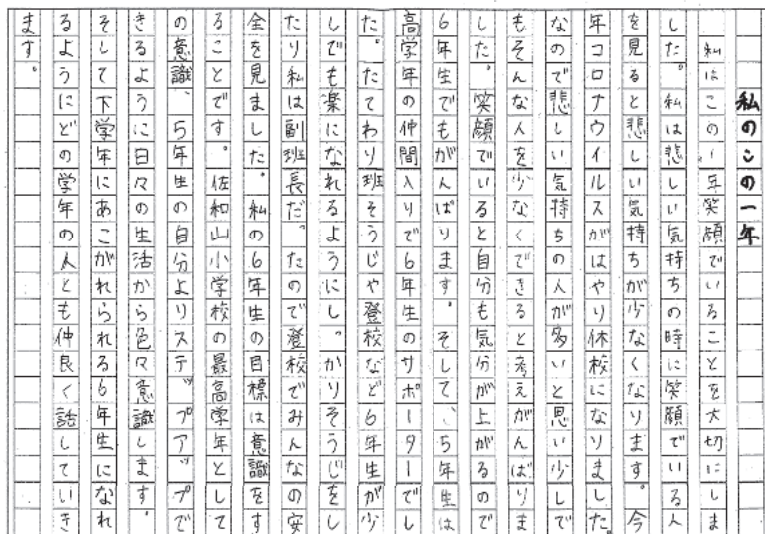 私のこの一年
私はこの一年笑顔でいることを大切にしま
した。私は悲しい気持ちの時に笑顔でいる人
を見ると悲しい気持ちが少なくなります。今
年コロナウイルスがはやり休校になりました。
なので悲しい気持ちの人が多いと思い少しで
もそんな人を少なくできると考えがんばりま
した。笑顔でいると自分も気分が上がるので
6年生でもがんばります。そして、5年生は
高学年の仲間入りで6年生のサポーターでし
た。たてわり班そうじや登校など6年生が少
しでも楽になれるようにしっかりそうじをし
たり私は副班長だったので登校でみんなの安
全を見ました。私の6年生の目標は意識をす
ることです。佐和山小学校の最高学年として
の意識、5年生の自分よりステップアップで
きるように日々の生活から色々意識します。
そして下学年にあこがれられる6年生になれ
るようにどの学年の人とも仲良く話していき
ます。